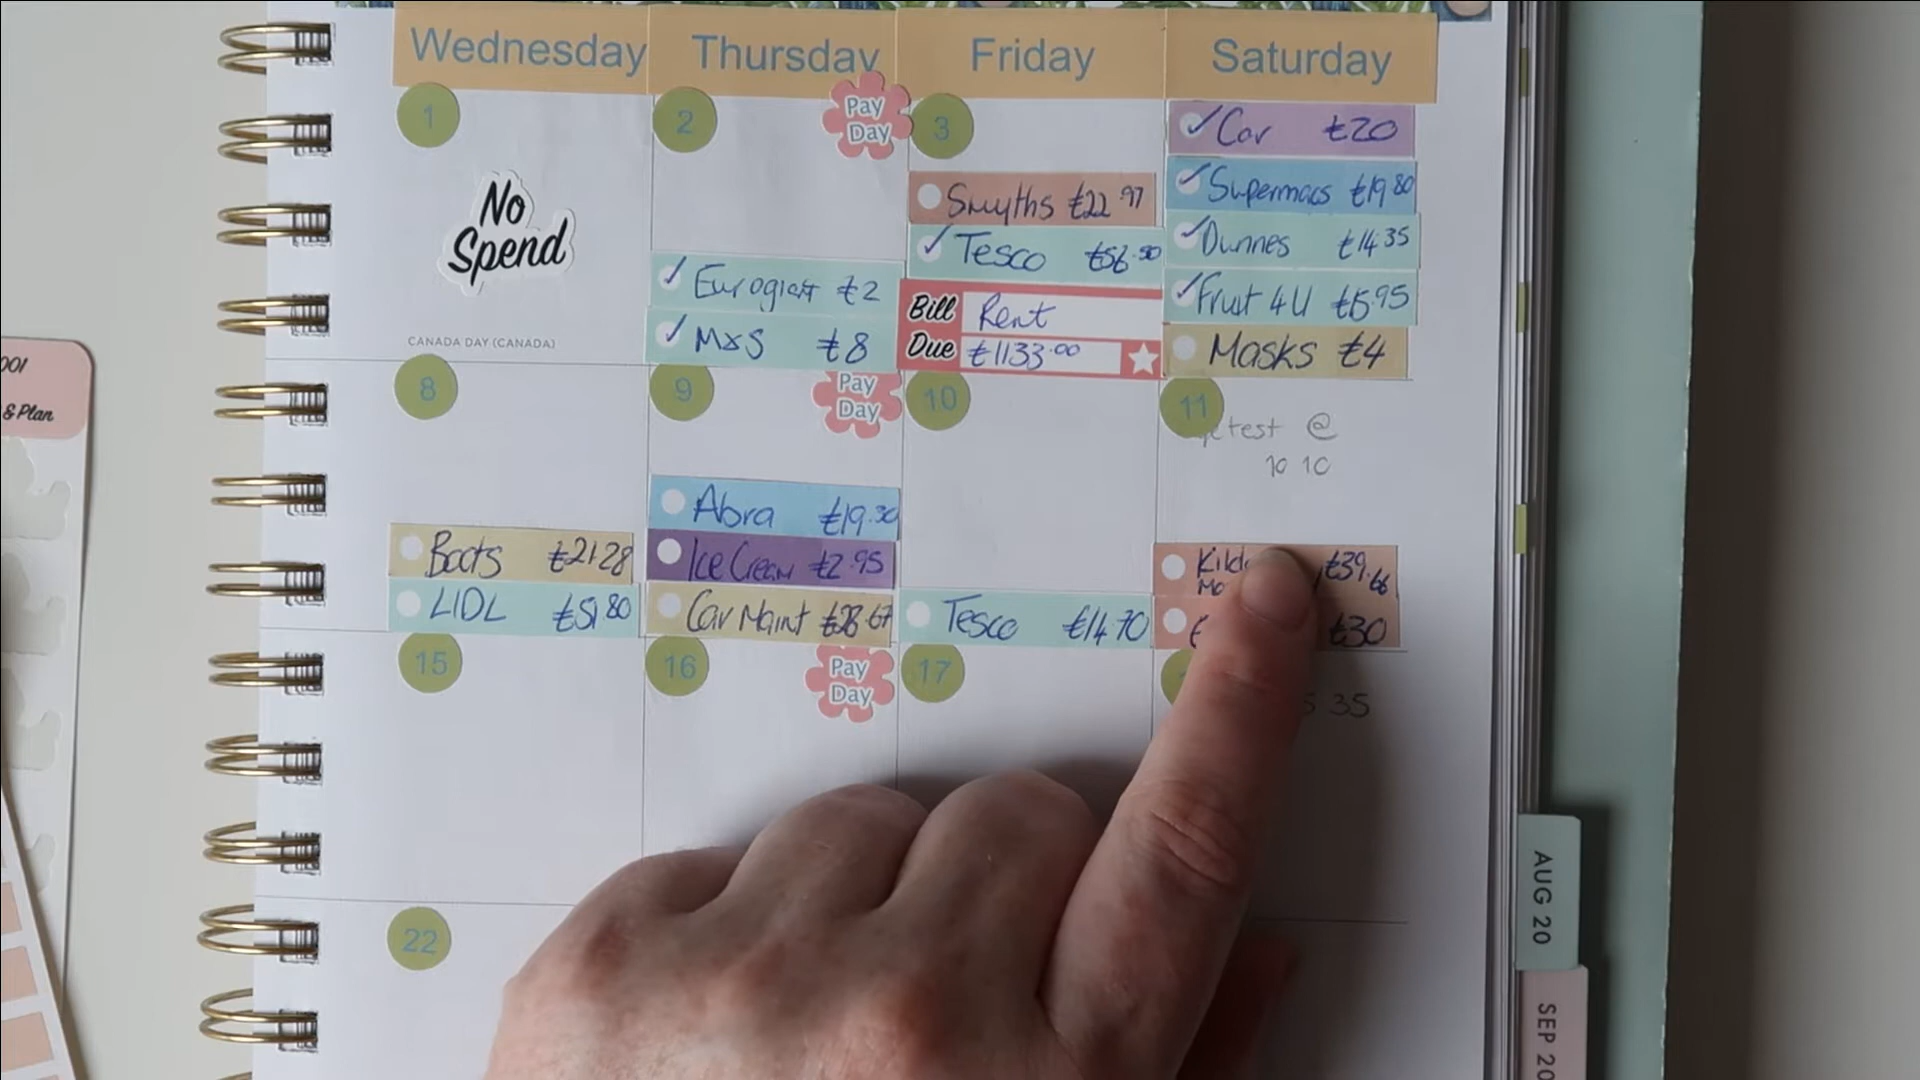 Wednesday Thursday Friday Saturday
1
No
Spend
CANADA DAY (CANADA)
2
Pay
Day
Eurogiant €2
M&S €8
3
Smyths €22.97
Tesco €56.50
Bill Rent
Due €1133.00
Car €20
Supermacs €19.80
Dunnes €14.35
Fruit 4 U €15.95
Masks €4
8
Boots €21.28
LIDL €51.80
9
Pay
Day
Abra €19.30
Ice Cream €2.95
Car Maint €28.67
10
Tesco €14.70
11
test @
10 10
€39.66
€30
15
16
Pay
Day
17
35
22
& Plan
AUG 20
SEP 20